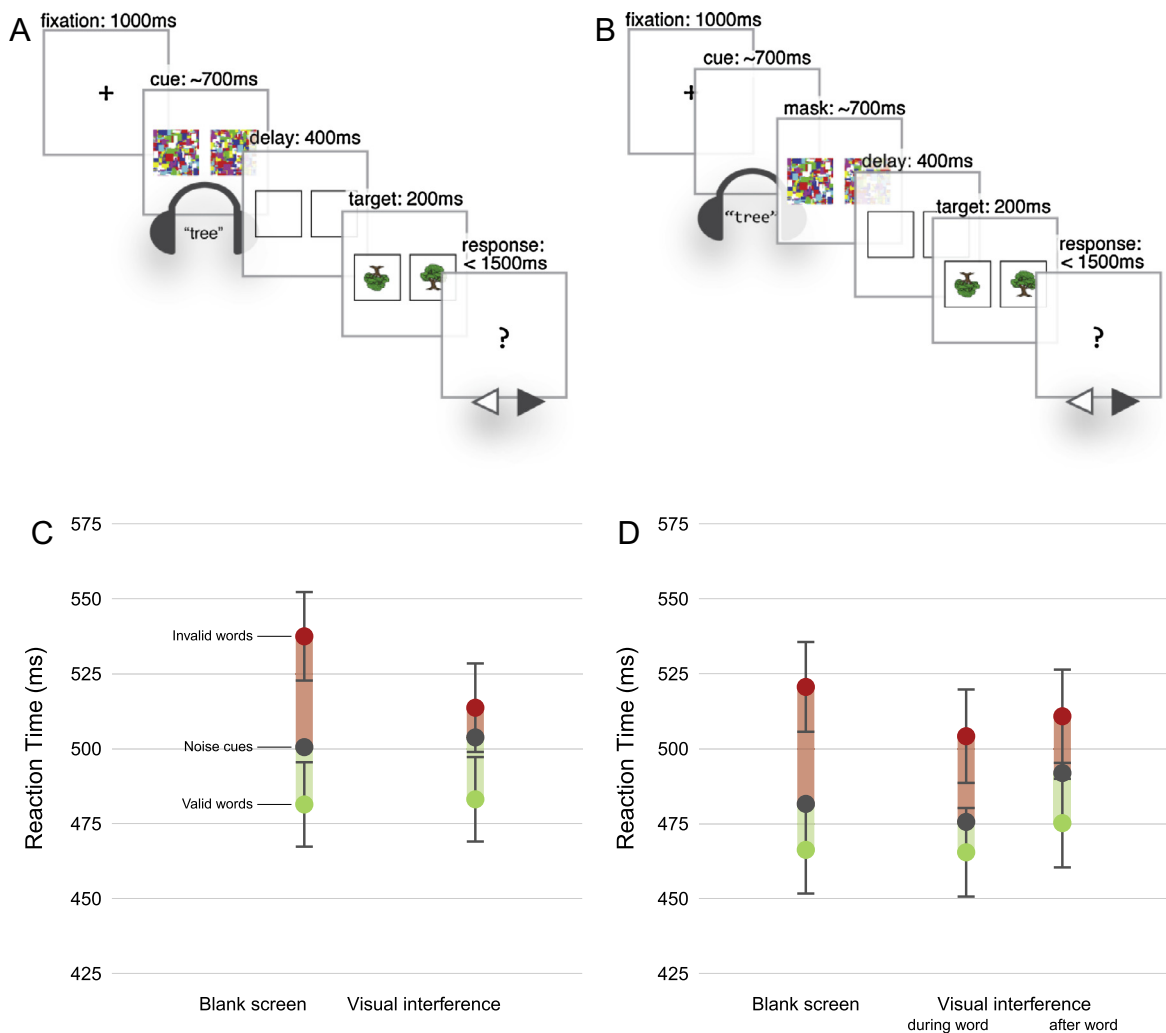 A
fixation: 1000ms
+
cue: ~700ms
delay: 400ms
"tree"
target: 200ms
response:
< 1500ms
?
B
fixation: 1000ms
+
cue: ~700ms
mask: ~700ms
"tree"
delay: 400ms
target: 200ms
response:
< 1500ms
?
C
Reaction Time (ms)
575
550
525
500
475
450
425
Invalid words
Noise cues
Valid words
Blank screen
Visual interference
D
Reaction Time (ms)
575
550
525
500
475
450
425
Blank screen
Visual interference
during word
after word